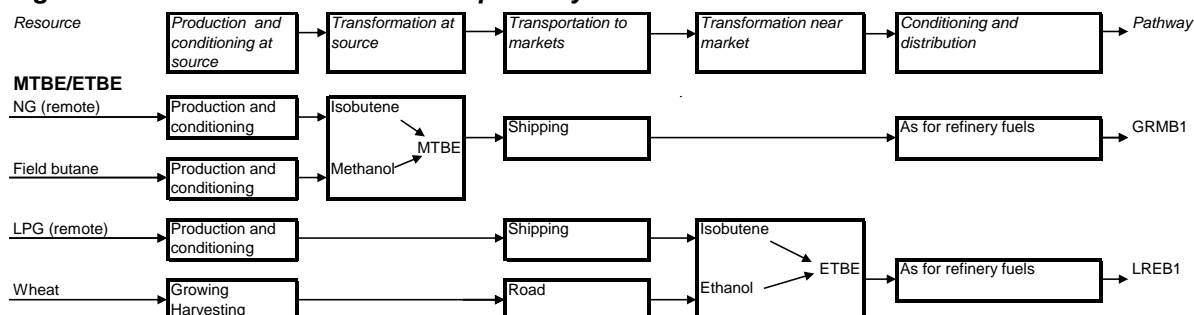 Resource
Production and
conditioning at
source
Transformation at
source
Transportation to
markets
Transformation near
market
Conditioning and
distribution
Pathway
MTBE/ETBE
NG (remote)
Production and
conditioning
Isobutene
MTBE
Methanol
Shipping
As for refinery fuels
GRMB1
Field butane
Production and
conditioning
LPG (remote)
Production and
conditioning
Shipping
Isobutene
ETBE
Ethanol
As for refinery fuels
LREB1
Wheat
Growing
Harvesting
Road